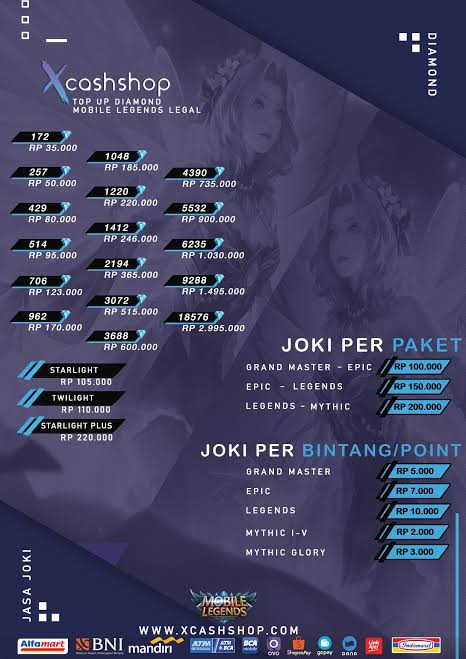 DIAMOND
Xcashshop
TOP UP DIAMOND
MOBILE LEGENDS LEGAL
172
RP 35.000
257
RP 50.000
429
RP 80.000
514
RP 95.000
706
RP 123.000
962
RP 170.000
1048
RP 185.000
1220
RP 220.000
1412
RP 246.000
2194
RP 365.000
3072
RP 515.000
3688
RP 600.000
4390
RP 735.000
5532
RP 900.000
6235
RP 1.030.000
9288
RP 1.495.000
18576
RP 2.995.000
STARLIGHT
RP 105.000
TWILIGHT
RP 110.000
STARLIGHT PLUS
RP 220.000
JOKI PER PAKET
GRAND MASTER - EPIC RP 100.000
EPIC - LEGENDS RP 150.000
LEGENDS - MYTHIC RP 200.000
JOKI PER BINTANG/POINT
GRAND MASTER RP 5.000
EPIC RP 7.000
LEGENDS RP 10.000
MYTHIC I-V RP 2.000
MYTHIC GLORY RP 3.000
JASA JOKI
MOBILE
LEGENDS
WWW.XCASHSHOP.COM
Alfamart BNI mandiri ATM BCA BCA mobile OVO ShopeePay gopay DANA LinkAja! Indomaret